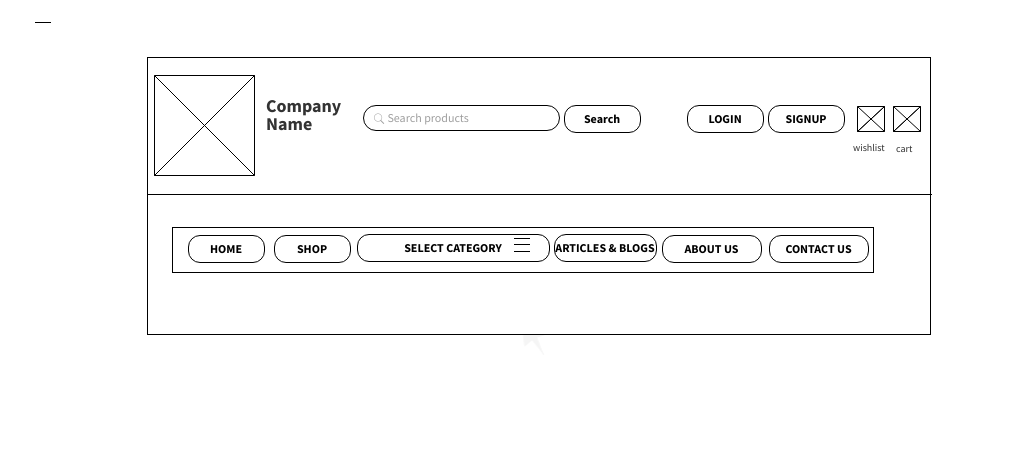 Company
Name
Search products
Search
LOGIN
SIGNUP
wishlist
cart
HOME
SHOP
SELECT CATEGORY
ARTICLES & BLOGS
ABOUT US
CONTACT US